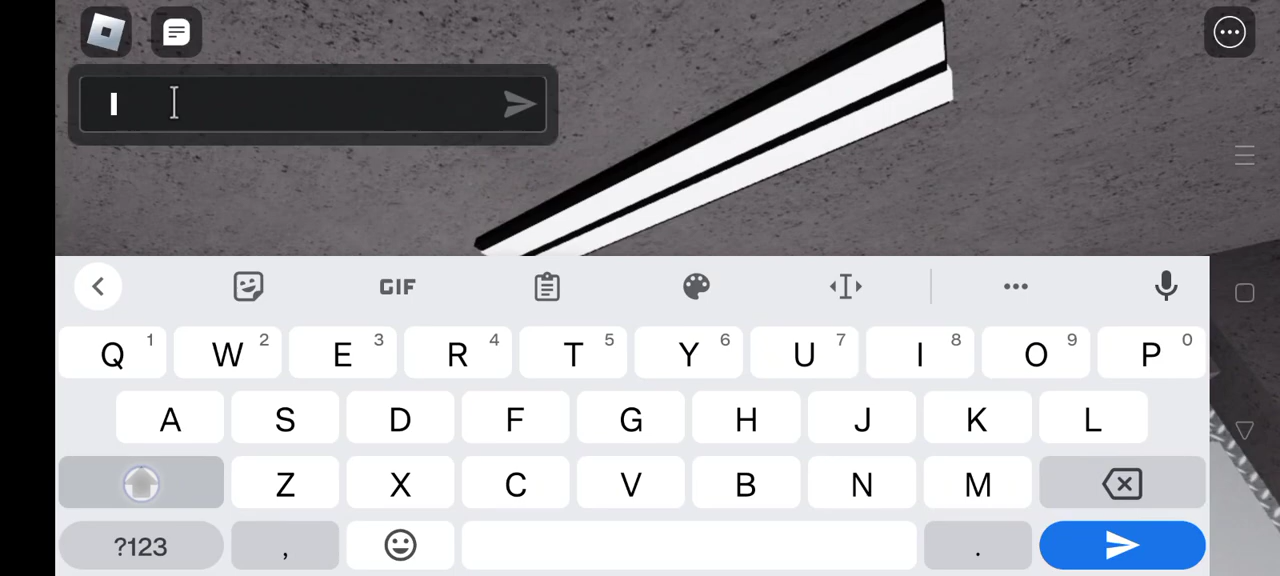 GIF
Q 1 W 2 E 3 R 4 T 5 Y 6 U 7 I 8 O 9 P 0
A S D F G H J K L
Z X C V B N M
?123 , .